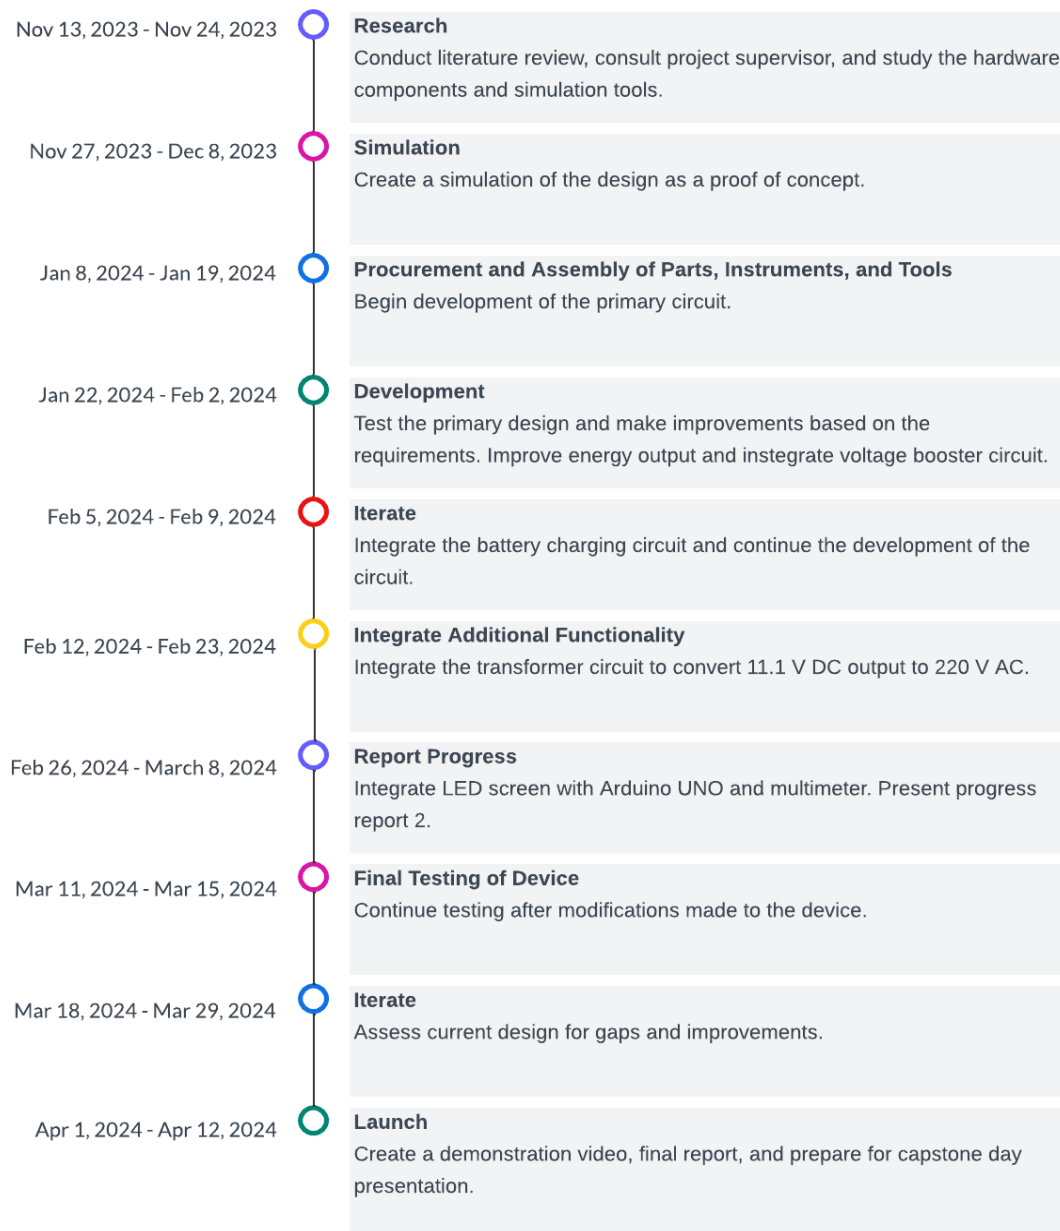 Nov 13, 2023 - Nov 24, 2023
Research
Conduct literature review, consult project supervisor, and study the hardware
components and simulation tools.
Nov 27, 2023 - Dec 8, 2023
Simulation
Create a simulation of the design as a proof of concept.
Jan 8, 2024 - Jan 19, 2024
Procurement and Assembly of Parts, Instruments, and Tools
Begin development of the primary circuit.
Jan 22, 2024 - Feb 2, 2024
Development
Test the primary design and make improvements based on the
requirements. Improve energy output and instegrate voltage booster circuit.
Feb 5, 2024 - Feb 9, 2024
Iterate
Integrate the battery charging circuit and continue the development of the
circuit.
Feb 12, 2024 - Feb 23, 2024
Integrate Additional Functionality
Integrate the transformer circuit to convert 11.1 V DC output to 220 V AC.
Feb 26, 2024 - March 8, 2024
Report Progress
Integrate LED screen with Arduino UNO and multimeter. Present progress
report 2.
Mar 11, 2024 - Mar 15, 2024
Final Testing of Device
Continue testing after modifications made to the device.
Mar 18, 2024 - Mar 29, 2024
Iterate
Assess current design for gaps and improvements.
Apr 1, 2024 - Apr 12, 2024
Launch
Create a demonstration video, final report, and prepare for capstone day
presentation.